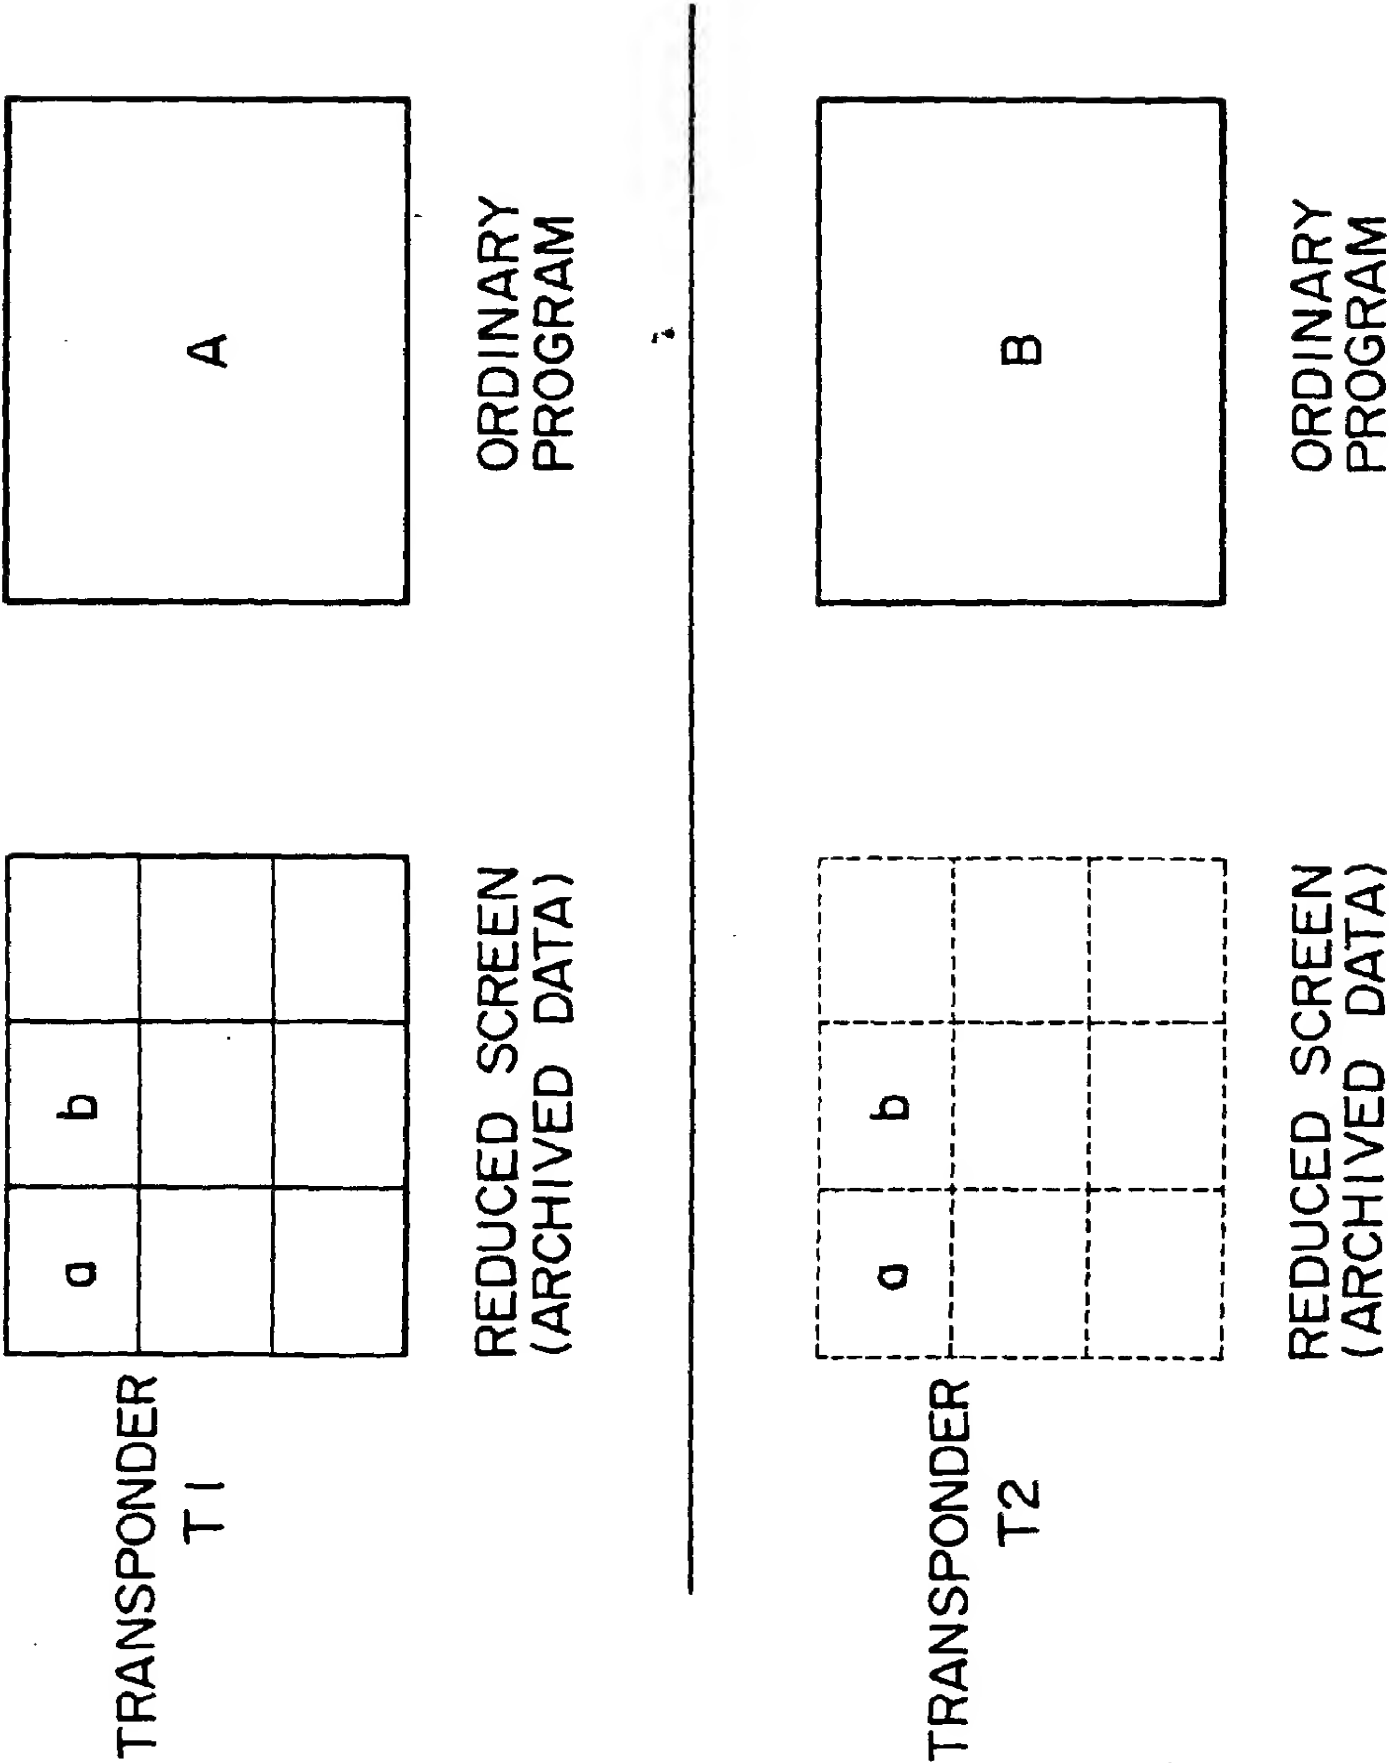 TRANSPONDER
T1
a
b
REDUCED SCREEN
(ARCHIVED DATA)
A
ORDINARY
PROGRAM
TRANSPONDER
T2
a
b
REDUCED SCREEN
(ARCHIVED DATA)
B
ORDINARY
PROGRAM